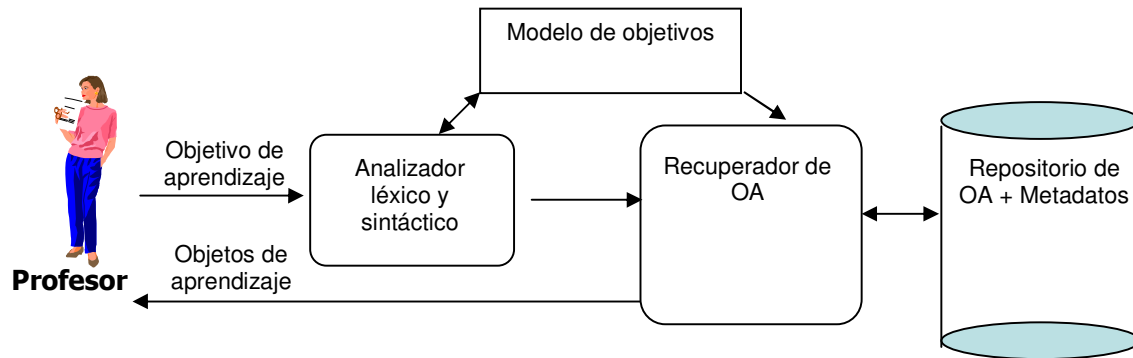 Modelo de objetivos
Objetivo de
aprendizaje
Analizador
léxico y
sintáctico
Recuperador de
OA
Repositorio de
OA + Metadatos
Objetos de
aprendizaje
Profesor